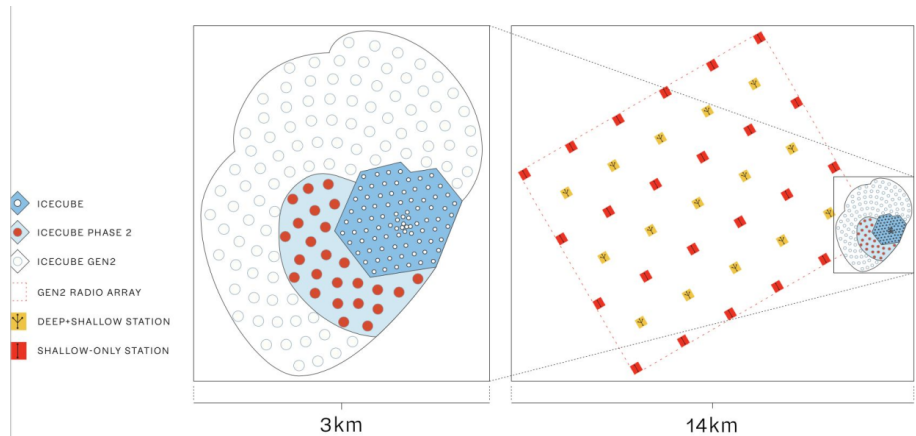 ICECUBE
ICECUBE PHASE 2
ICECUBE GEN2
GEN2 RADIO ARRAY
DEEP+SHALLOW STATION
SHALLOW-ONLY STATION
3km
14km